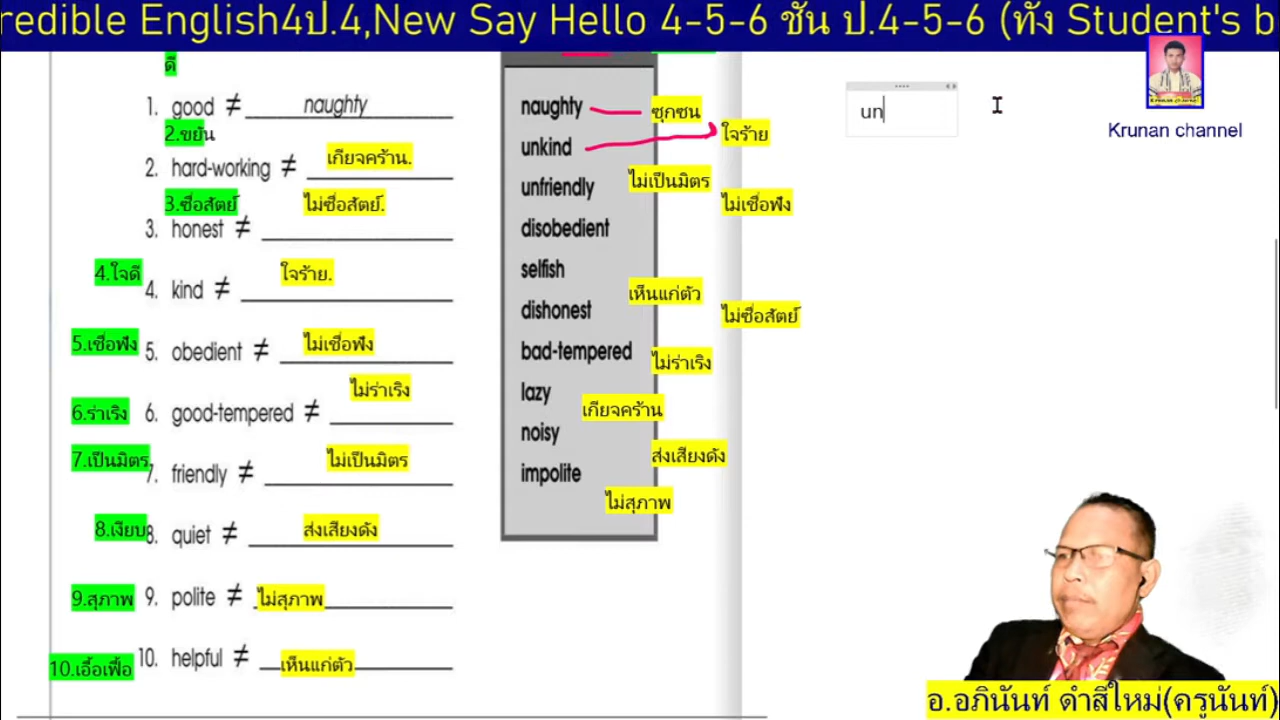 redible English4ป.4,New Say Hello 4-5-6 ชั้น ป.4-5-6 (ทั้ง Student's b
Krunan channel
un
ดี
1. good ≠ naughty
2.ขยัน
2. hard-working ≠ เกียจคร้าน.
3.ซื่อสัตย์ ไม่ซื่อสัตย์.
3. honest ≠
4.ใจดี ใจร้าย.
4. kind ≠
5.เชื่อฟัง 5. obedient ≠ ไม่เชื่อฟัง
ไม่ร่าเริง
6.ร่าเริง 6. good-tempered ≠
7.เป็นมิตร 7. friendly ≠ ไม่เป็นมิตร
8.เงียบ 8. quiet ≠ ส่งเสียงดัง
9.สุภาพ 9. polite ≠ ไม่สุภาพ
10.เอื้อเฟื้อ 10. helpful ≠ เห็นแก่ตัว
naughty ซุกซน
unkind ใจร้าย
unfriendly ไม่เป็นมิตร
ไม่เชื่อฟัง
disobedient
selfish
เห็นแก่ตัว
dishonest ไม่ซื่อสัตย์
bad-tempered ไม่ร่าเริง
lazy
เกียจคร้าน
noisy
ส่งเสียงดัง
impolite
ไม่สุภาพ
อ.อภินันท์ ดำสีใหม่(ครูนันท์)